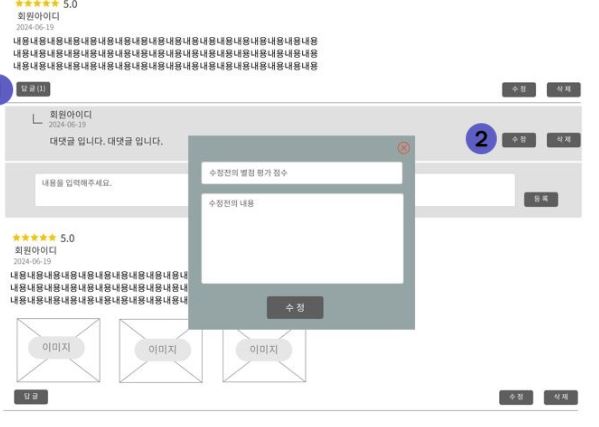 ★★★★★ 5.0
회원아이디
2024-06-19
내용내용내용내용내용내용내용내용내용내용내용내용내용내용내용내용내용내용
내용내용내용내용내용내용내용내용내용내용내용내용내용내용내용내용내용내용
내용내용내용내용내용내용내용내용내용내용내용내용내용내용내용내용내용내용
답글(1)
수정
삭제
회원아이디
2024-06-19
대댓글 입니다. 대댓글 입니다.
2
수정
삭제
내용을 입력해주세요.
등록
수정전의 별점 평가 점수
수정전의 내용
수정
★★★★★ 5.0
회원아이디
2024-06-19
내용내용내용내용내용내용내용내용내용내용내
내용내용내용내용내용내용내용내용내용내용내
내용내용내용내용내용내용내용내용내용내용내
이미지
이미지
이미지
답글
수정
삭제